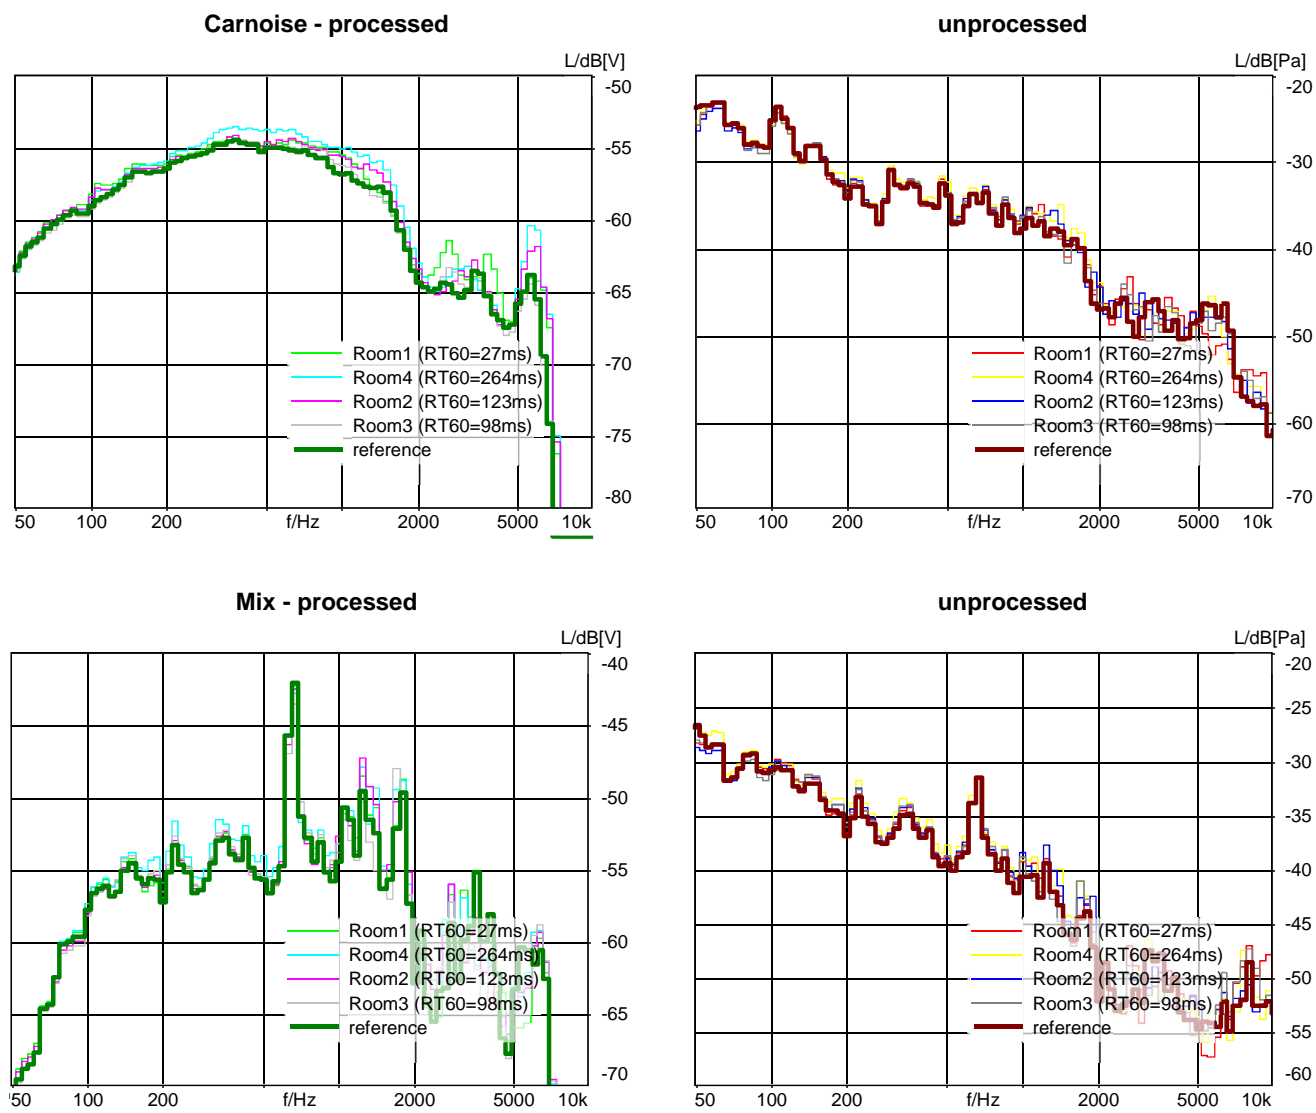 Carnoise - processed
L/dB[V]
-50
-55
-60
-65
-70
-75
-80
Room1 (RT60=27ms)
Room4 (RT60=264ms)
Room2 (RT60=123ms)
Room3 (RT60=98ms)
reference
50 100 200 f/Hz 2000 5000 10k
unprocessed
L/dB[Pa]
-20
-30
-40
-50
-60
-70
Room1 (RT60=27ms)
Room4 (RT60=264ms)
Room2 (RT60=123ms)
Room3 (RT60=98ms)
reference
50 100 200 f/Hz 2000 5000 10k
Mix - processed
L/dB[V]
-40
-45
-50
-55
-60
-65
-70
Room1 (RT60=27ms)
Room4 (RT60=264ms)
Room2 (RT60=123ms)
Room3 (RT60=98ms)
reference
50 100 200 f/Hz 2000 5000 10k
unprocessed
L/dB[Pa]
-20
-25
-30
-35
-40
-45
-50
-55
-60
Room1 (RT60=27ms)
Room4 (RT60=264ms)
Room2 (RT60=123ms)
Room3 (RT60=98ms)
reference
50 100 200 f/Hz 2000 5000 10k